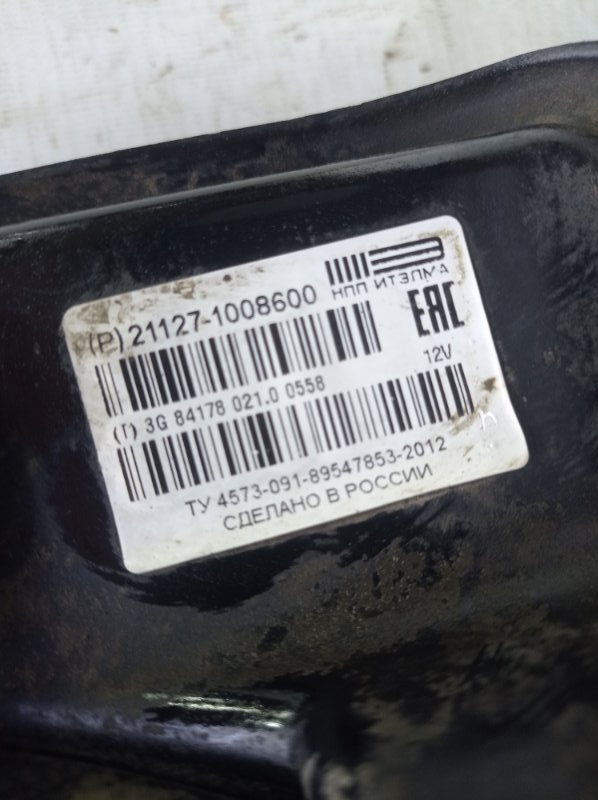 НПП ИТЭЛМА
(P) 21127-1008600
EAC
12V
(T) 3G 84178 021.0 0558
ТУ 4573-091-89547853-2012
СДЕЛАНО В РОССИИ